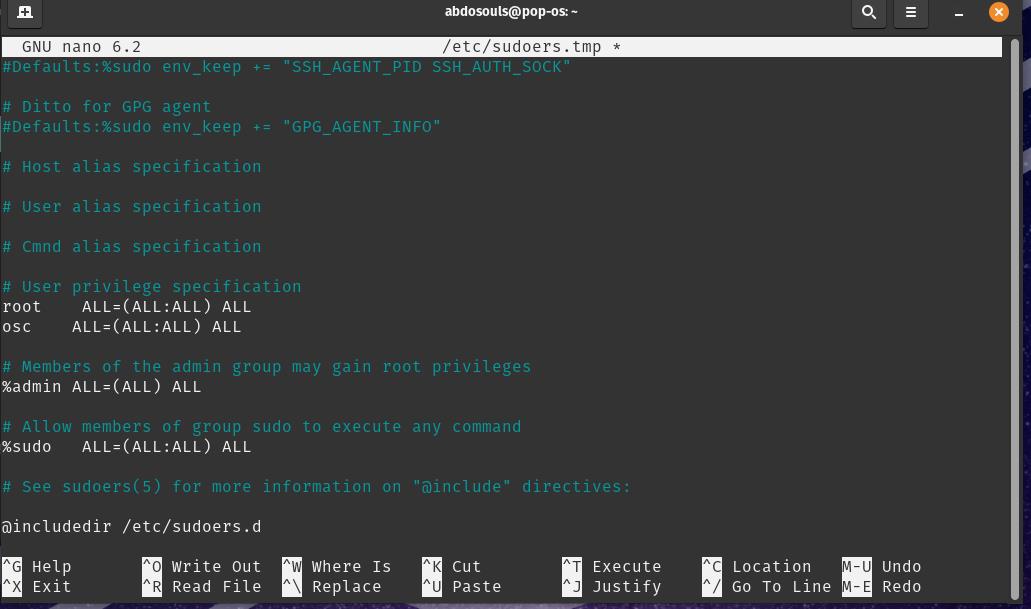 abdosouls@pop-os: ~
GNU nano 6.2 /etc/sudoers.tmp *
#Defaults:%sudo env_keep += "SSH_AGENT_PID SSH_AUTH_SOCK"
# Ditto for GPG agent
#Defaults:%sudo env_keep += "GPG_AGENT_INFO"
# Host alias specification
# User alias specification
# Cmnd alias specification
# User privilege specification
root ALL=(ALL:ALL) ALL
osc ALL=(ALL:ALL) ALL
# Members of the admin group may gain root privileges
%admin ALL=(ALL) ALL
# Allow members of group sudo to execute any command
%sudo ALL=(ALL:ALL) ALL
# See sudoers(5) for more information on "@include" directives:
@includedir /etc/sudoers.d
^G Help ^O Write Out ^W Where Is ^K Cut ^T Execute ^C Location M-U Undo
^X Exit ^R Read File ^\ Replace ^U Paste ^J Justify ^/ Go To Line M-E Redo